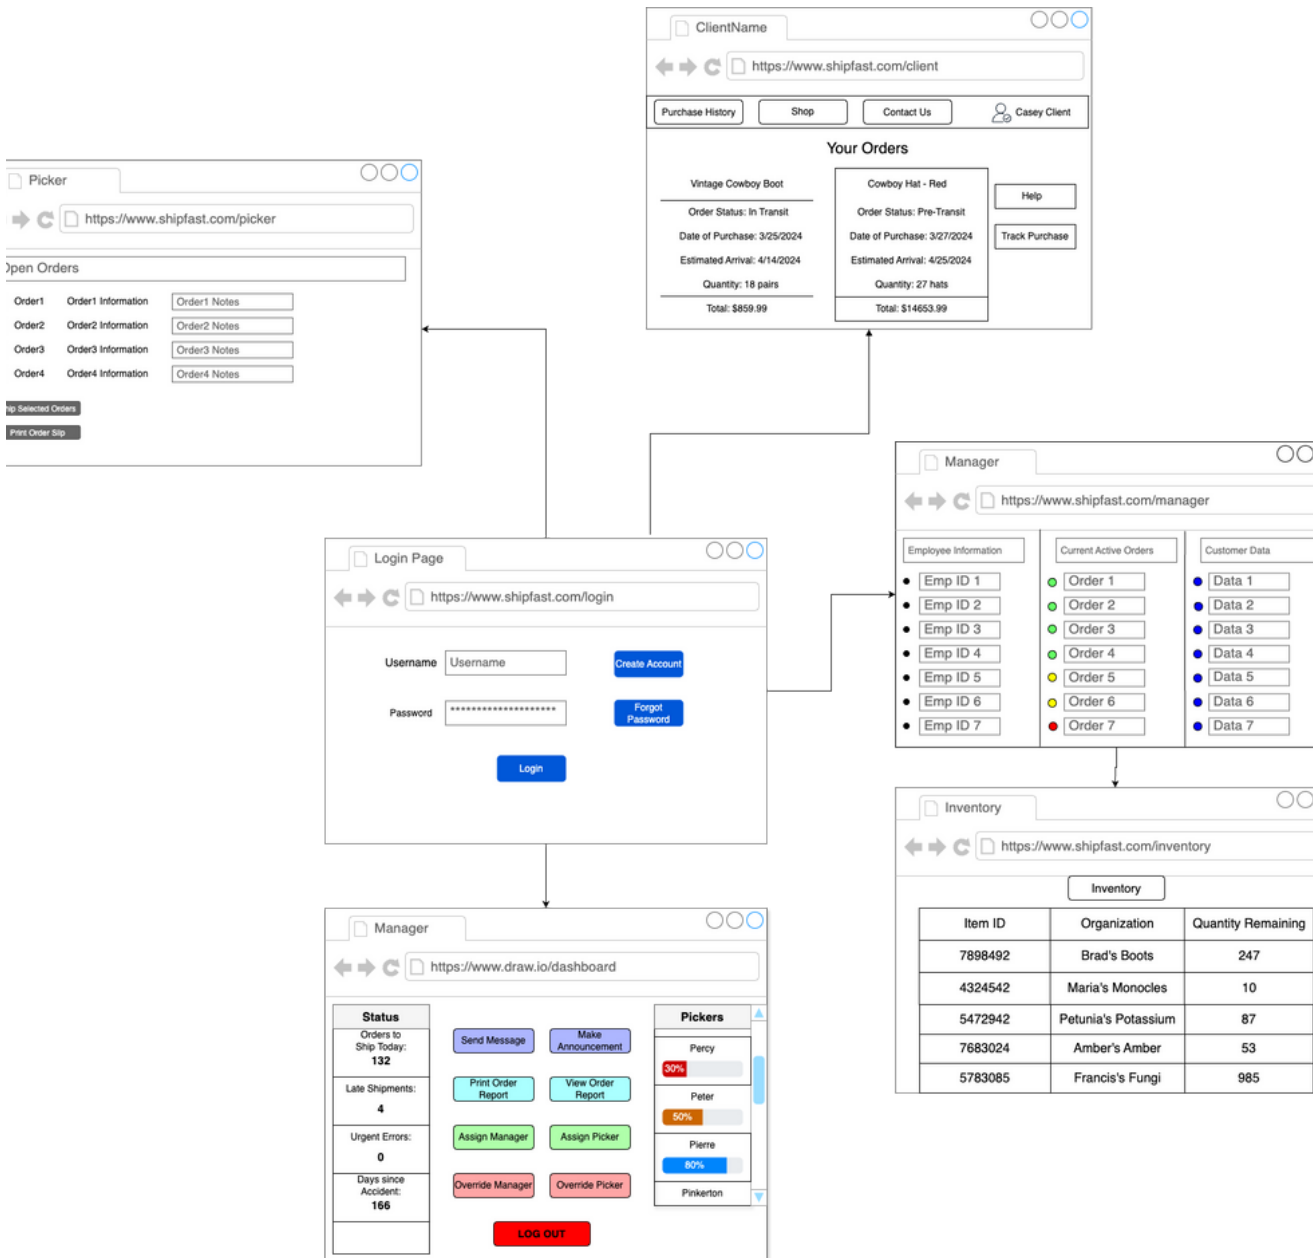 ClientName
https://www.shipfast.com/client
Purchase History Shop Contact Us Casey Client
Your Orders
Vintage Cowboy Boot
Order Status: In Transit
Date of Purchase: 3/25/2024
Estimated Arrival: 4/14/2024
Quantity: 18 pairs
Total: $859.99
Cowboy Hat - Red
Order Status: Pre-Transit
Date of Purchase: 3/27/2024
Estimated Arrival: 4/25/2024
Quantity: 27 hats
Total: $14653.99
Help
Track Purchase
Picker
https://www.shipfast.com/picker
Open Orders
Order1 Order1 Information Order1 Notes
Order2 Order2 Information Order2 Notes
Order3 Order3 Information Order3 Notes
Order4 Order4 Information Order4 Notes
hip Selected Orders
Print Order Slip
Login Page
https://www.shipfast.com/login
Username Username Create Account
Password ******************** Forgot
Password
Login
Manager
https://www.shipfast.com/manager
Employee Information
Emp ID 1
Emp ID 2
Emp ID 3
Emp ID 4
Emp ID 5
Emp ID 6
Emp ID 7
Current Active Orders
Order 1
Order 2
Order 3
Order 4
Order 5
Order 6
Order 7
Customer Data
Data 1
Data 2
Data 3
Data 4
Data 5
Data 6
Data 7
Inventory
https://www.shipfast.com/inventory
Inventory
Item ID Organization Quantity Remaining
7898492 Brad's Boots 247
4324542 Maria's Monocles 10
5472942 Petunia's Potassium 87
7683024 Amber's Amber 53
5783085 Francis's Fungi 985
Manager
https://www.draw.io/dashboard
Status
Orders to
Ship Today:
132
Late Shipments:
4
Urgent Errors:
0
Days since
Accident:
166
Send Message
Make
Announcement
Print Order
Report
View Order
Report
Assign Manager Assign Picker
Override Manager Override Picker
LOG OUT
Pickers
Percy
30%
Peter
50%
Pierre
80%
Pinkerton